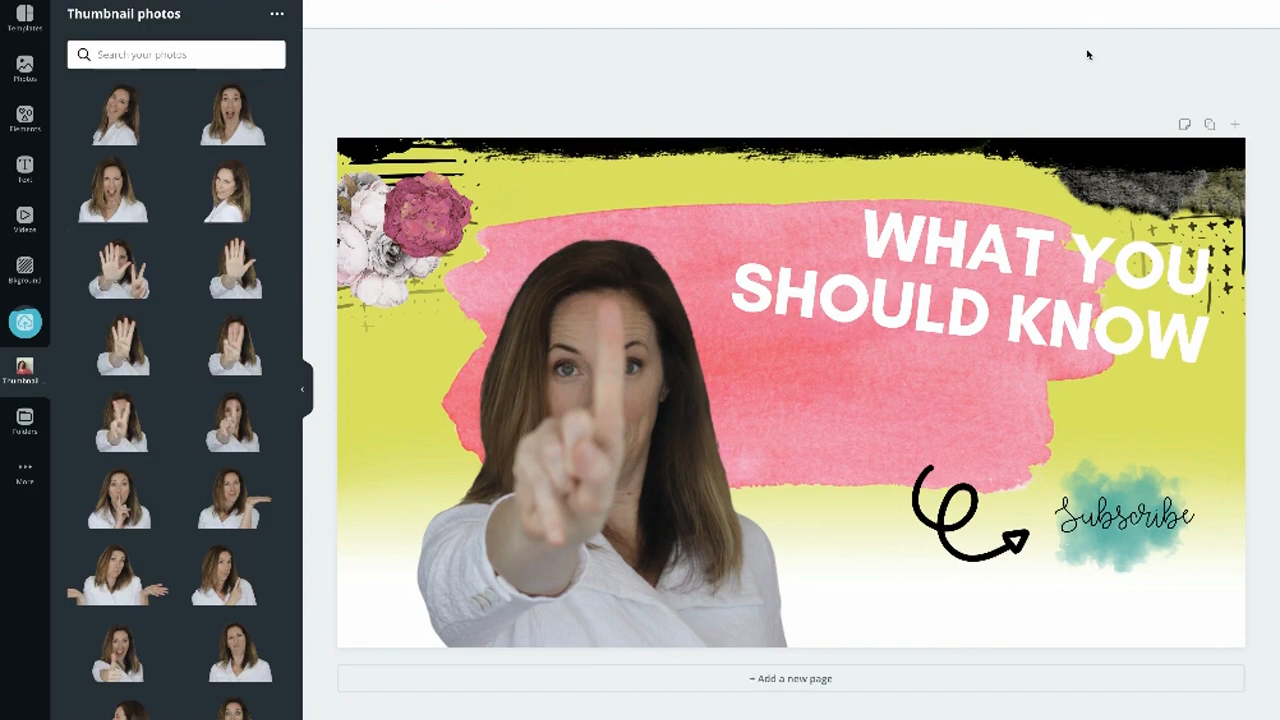 Thumbnail photos
Search your photos
Templates
Photos
Elements
Text
Videos
Bkground
Thumbnail ...
Folders
More
WHAT YOU
SHOULD KNOW
Subscribe
+ Add a new page